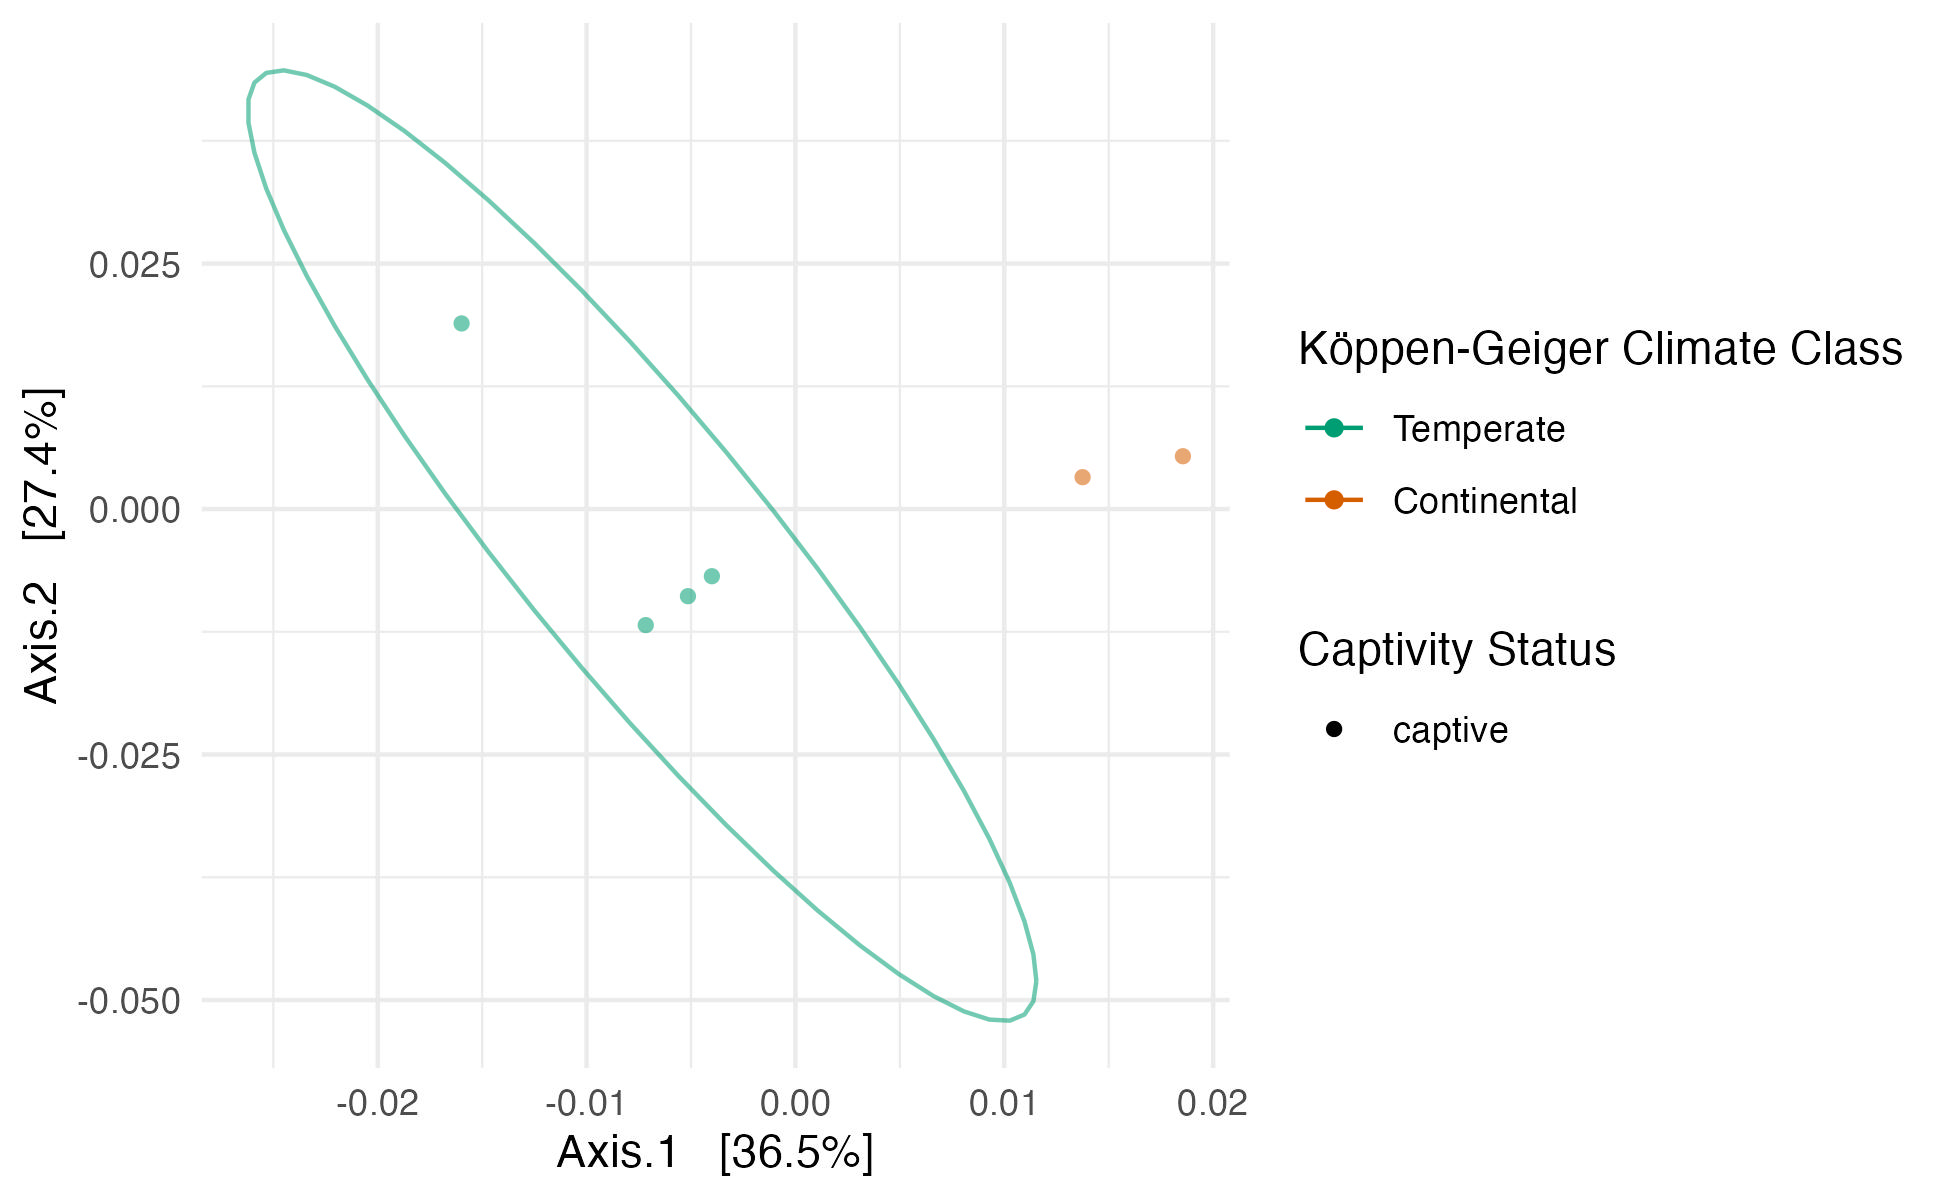 0.025
0.000
-0.025
-0.050
Axis.2 [27.4%]
-0.02 -0.01 0.00 0.01 0.02
Axis.1 [36.5%]
Köppen-Geiger Climate Class
Temperate
Continental
Captivity Status
captive